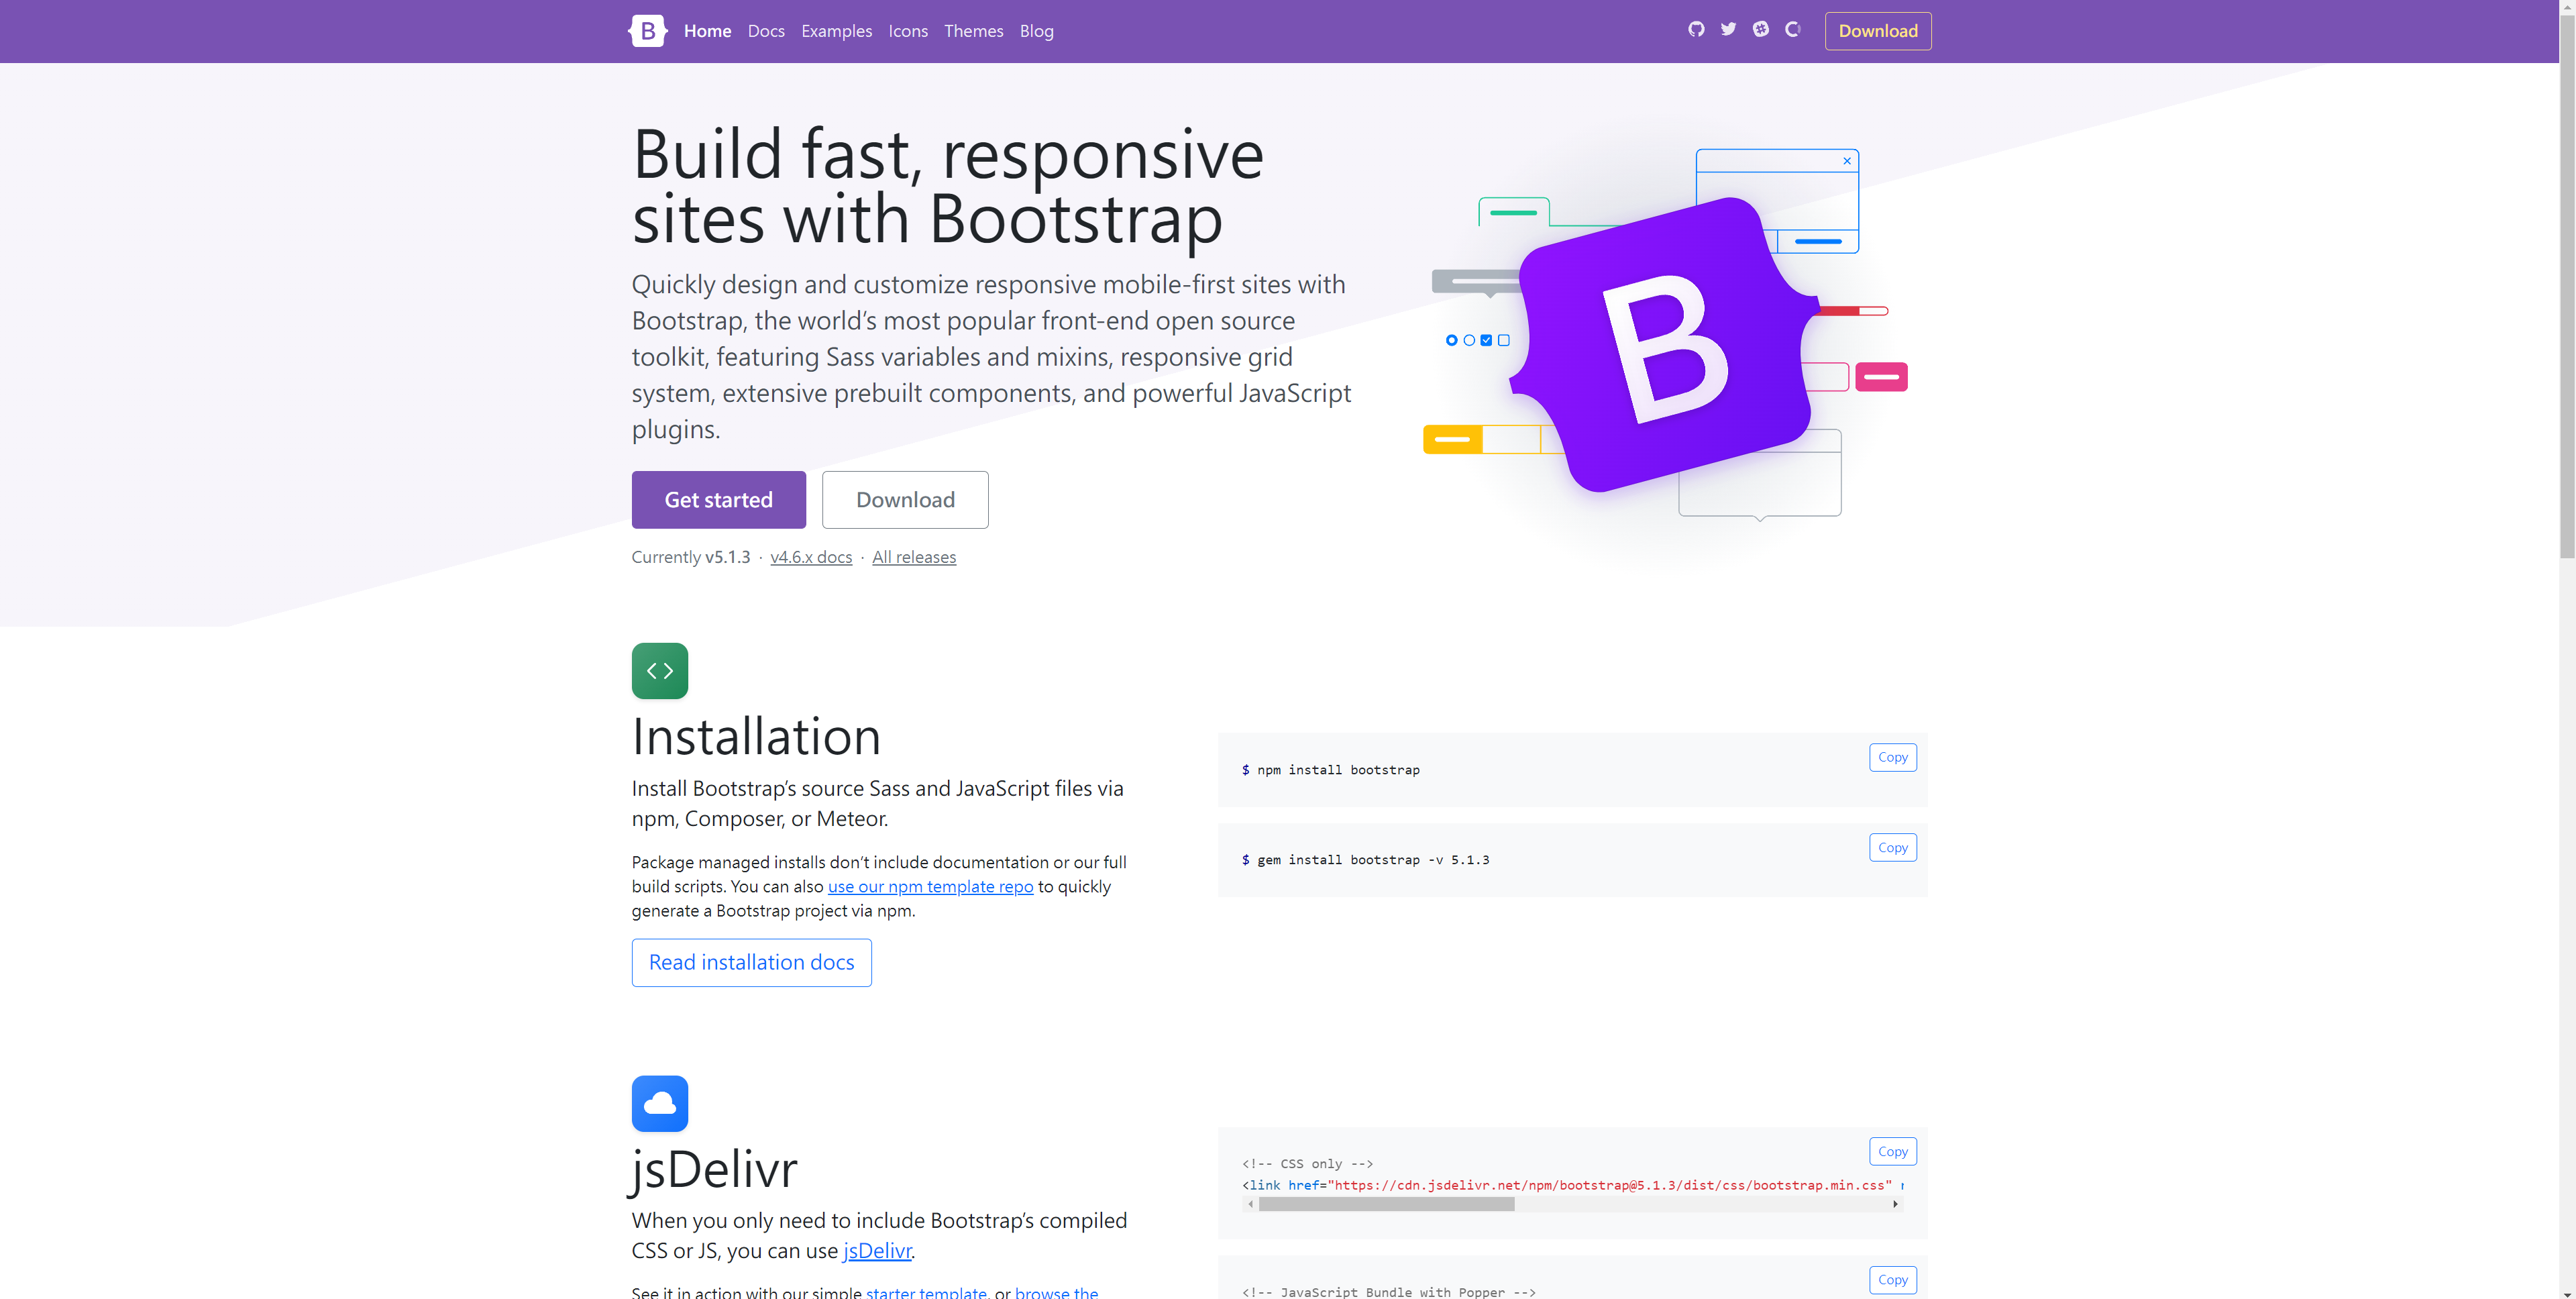 B Home Docs Examples Icons Themes Blog Download
Build fast, responsive
sites with Bootstrap
Quickly design and customize responsive mobile-first sites with
Bootstrap, the world’s most popular front-end open source
toolkit, featuring Sass variables and mixins, responsive grid
system, extensive prebuilt components, and powerful JavaScript
plugins.
Get started Download
Currently v5.1.3 · v4.6.x docs · All releases
B
Installation
Install Bootstrap’s source Sass and JavaScript files via
npm, Composer, or Meteor.
Package managed installs don’t include documentation or our full
build scripts. You can also use our npm template repo to quickly
generate a Bootstrap project via npm.
Read installation docs
Copy
$ npm install bootstrap
Copy
$ gem install bootstrap -v 5.1.3
jsDelivr
When you only need to include Bootstrap’s compiled
CSS or JS, you can use jsDelivr.
See it in action with our simple starter template, or browse the
Copy
<!-- CSS only -->
<link href="https://cdn.jsdelivr.net/npm/bootstrap@5.1.3/dist/css/bootstrap.min.css" r
Copy
<!-- JavaScript Bundle with Popper -->